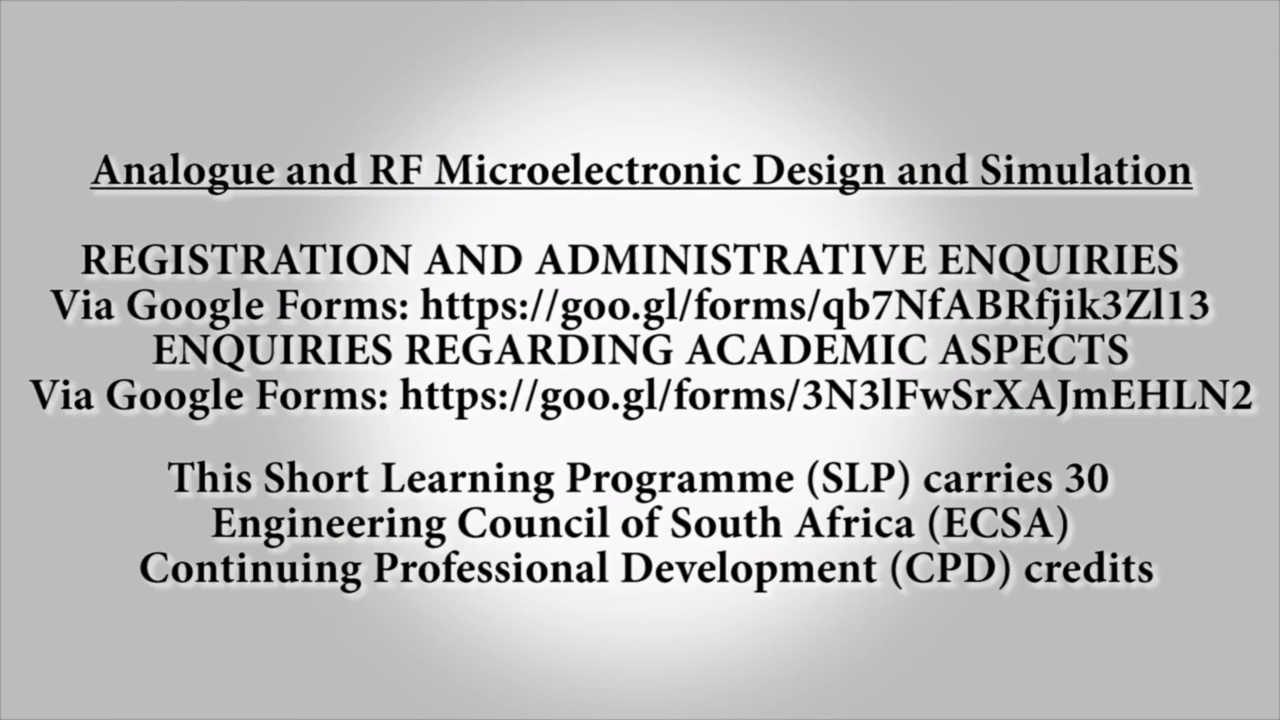 Analogue and RF Microelectronic Design and Simulation
REGISTRATION AND ADMINISTRATIVE ENQUIRIES
Via Google Forms: https://goo.gl/forms/qb7NfABRfjik3Zl13
ENQUIRIES REGARDING ACADEMIC ASPECTS
Via Google Forms: https://goo.gl/forms/3N3lFwSrXAJmEHLN2
This Short Learning Programme (SLP) carries 30
Engineering Council of South Africa (ECSA)
Continuing Professional Development (CPD) credits